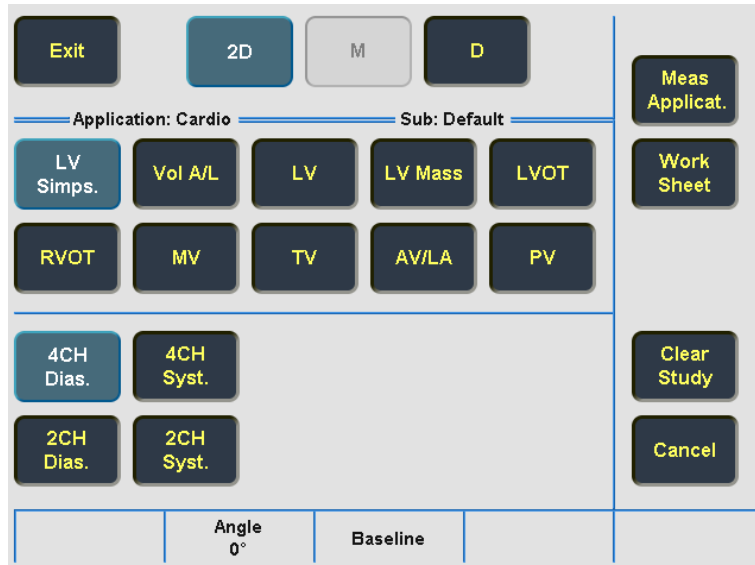 Exit
2D
M
D
Meas
Applicat.
Application: Cardio
Sub: Default
LV
Simps.
Vol A/L
LV
LV Mass
LVOT
Work
Sheet
RVOT
MV
TV
AV/LA
PV
4CH
Dias.
4CH
Syst.
Clear
Study
2CH
Dias.
2CH
Syst.
Cancel
Angle
0°
Baseline